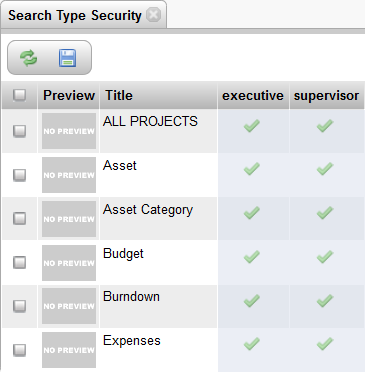 Search Type Security
Preview Title executive supervisor
NO PREVIEW ALL PROJECTS
NO PREVIEW Asset
NO PREVIEW Asset Category
NO PREVIEW Budget
NO PREVIEW Burndown
NO PREVIEW Expenses